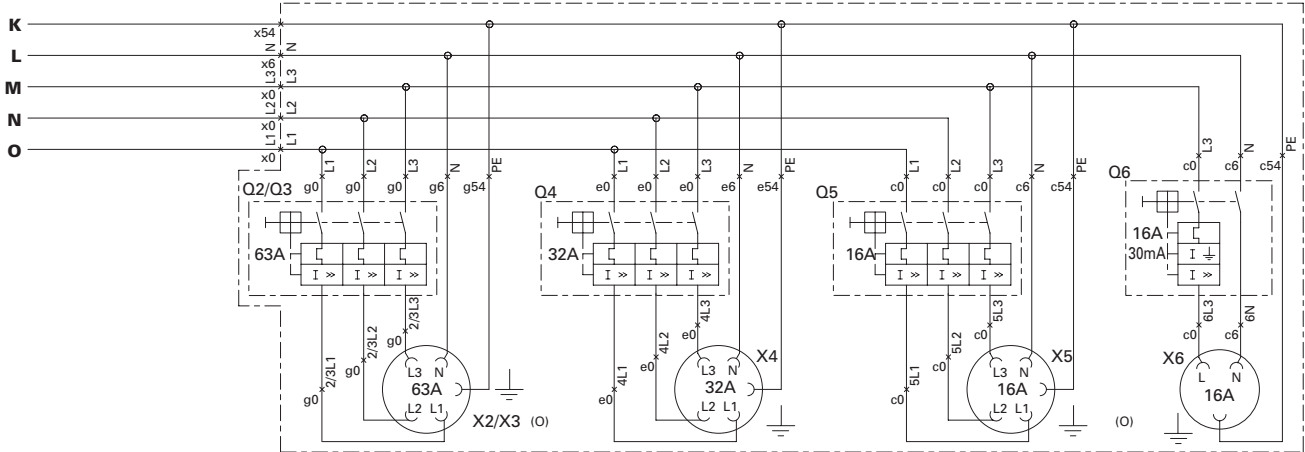 K
x54
L
N N
x6
M
L3 L3
x0
N
L2 L2
x0
O
L1 L1
x0
L1 L2 L3 N PE
g0 g0 g0 g6 g54
L1 L2 L3 N PE
e0 e0 e0 e6 e54
L1 L2 L3 N PE
c0 c0 c0 c6 c54
L3 N PE
c0 c6 c54
Q2/Q3
63A
I >> I >> I >>
Q4
32A
I >> I >> I >>
Q5
16A
I >> I >> I >>
Q6
16A
30mA
I
I >>
2/3L1 2/3L2 2/3L3
g0 g0 g0
4L1 4L2 4L3
e0 e0 e0
5L1 5L2 5L3
c0 c0 c0
6L3 6N
c0 c6
L3 N
63A
L2 L1
X2/X3 (O)
X4
L3 N
32A
L2 L1
X5
L3 N
16A
L2 L1
(O)
X6
L N
16A